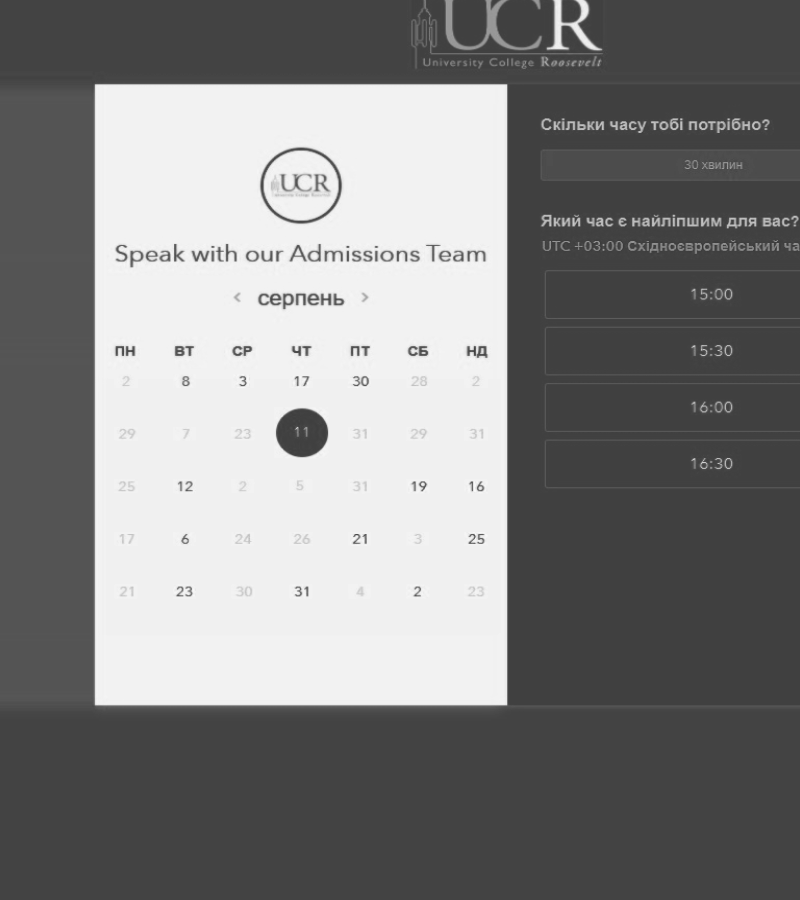 UCR
University College Roosevelt
UCR
Speak with our Admissions Team
< серпень >
ПН ВТ СР ЧТ ПТ СБ НД
2 8 3 17 30 28 2
29 7 23 11 31 29 31
25 12 2 5 31 19 16
17 6 24 26 21 3 25
21 23 30 31 4 2 23
Скільки часу тобі потрібно?
30 хвилин
Який час є найліпшим для вас?
UTC +03:00 Східноєвропейський ча
15:00
15:30
16:00
16:30